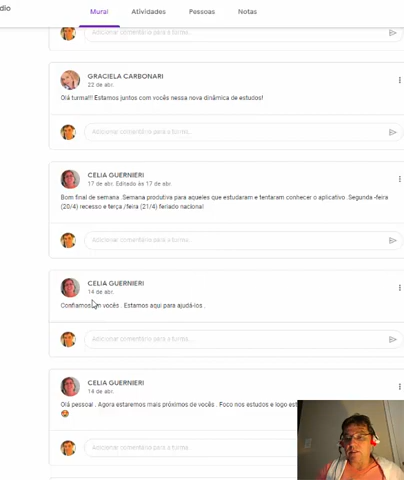 dio
Mural
Atividades
Pessoas
Notas
Adicionar comentário para a turma...
GRACIELA CARBONARI
22 de abr.
Olá turma!!! Estamos juntos com vocês nessa nova dinâmica de estudos!
Adicionar comentário para a turma...
CÉLIA GUERNIERI
17 de abr. Editado às 17 de abr.
Bom final de semana .Semana produtiva para aqueles que estudaram e tentaram conhecer o aplicativo. Segunda -feira
(20/4) recesso e terça /feira (21/4) feriado nacional
Adicionar comentário para a turma...
CÉLIA GUERNIERI
14 de abr.
Confiamos em vocês . Estamos aqui para ajudá-los .
Adicionar comentário para a turma...
CÉLIA GUERNIERI
14 de abr.
Olá pessoal . Agora estaremos mais próximos de vocês . Foco nos estudos e logo
Adicionar comentário para a turma...